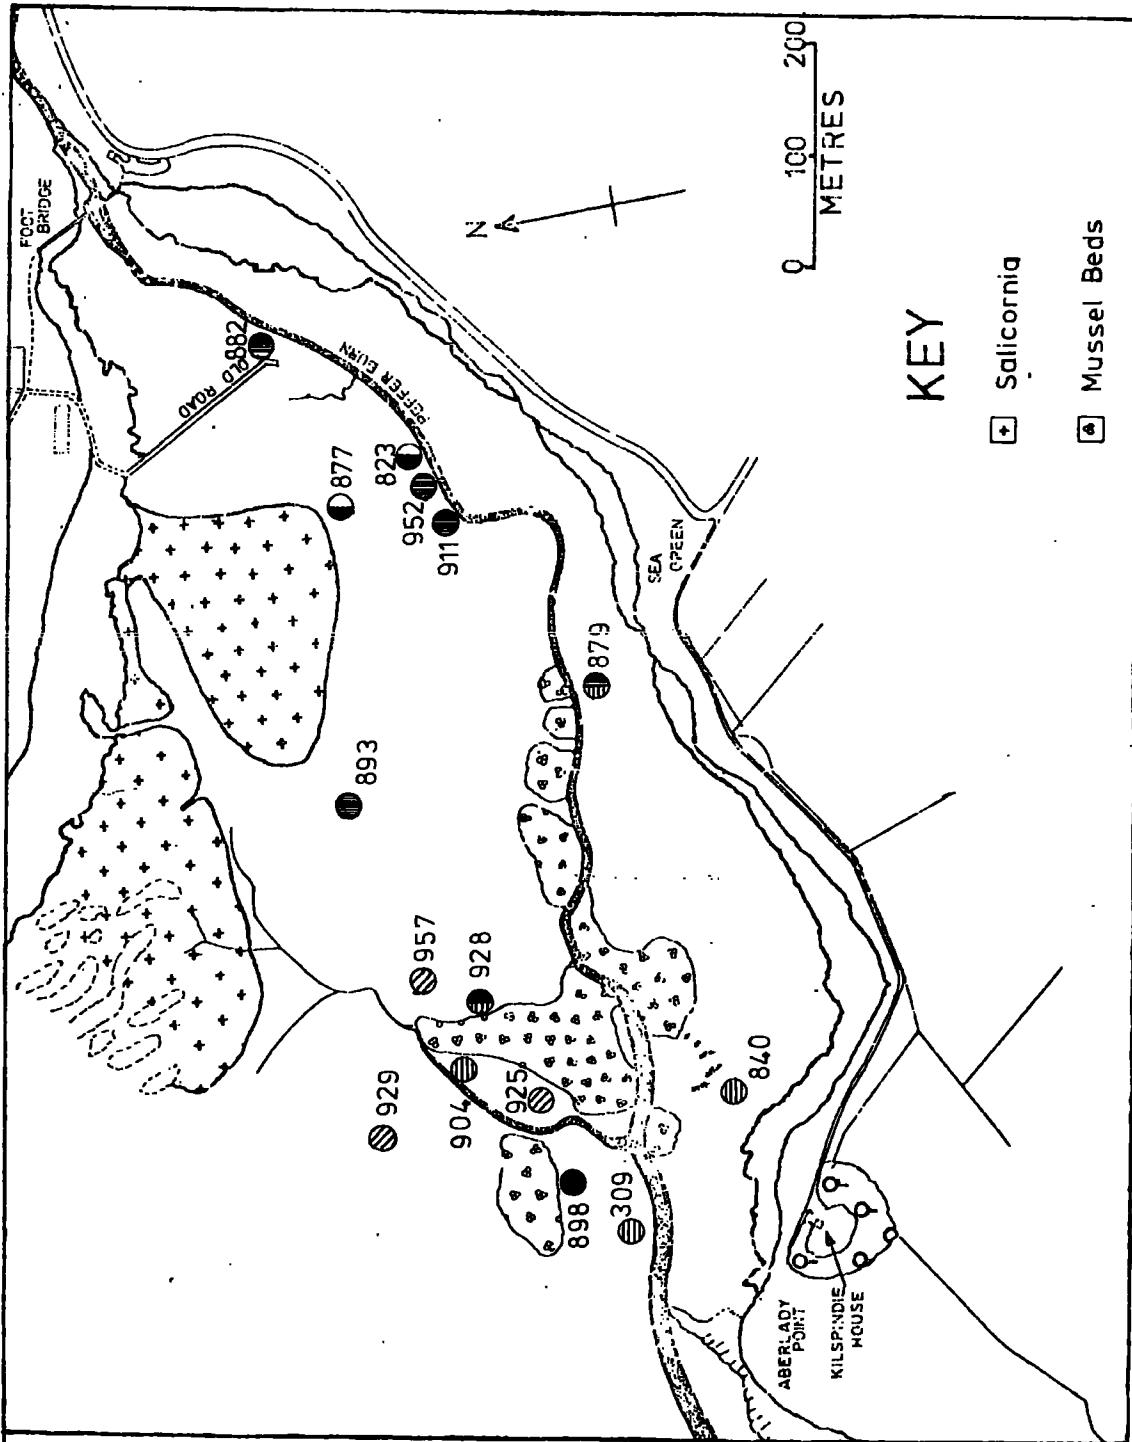 FOOT
BRIDGE
882
OLD ROAD
PEFFER BURN
877
823
952
911
893
879
957
928
929
904
925
898
309
840
SEA
GREEN
ABERLADY
POINT
KILSPINDIE
HOUSE
N
0 100 200
METRES
KEY
Salicornia
Mussel Beds